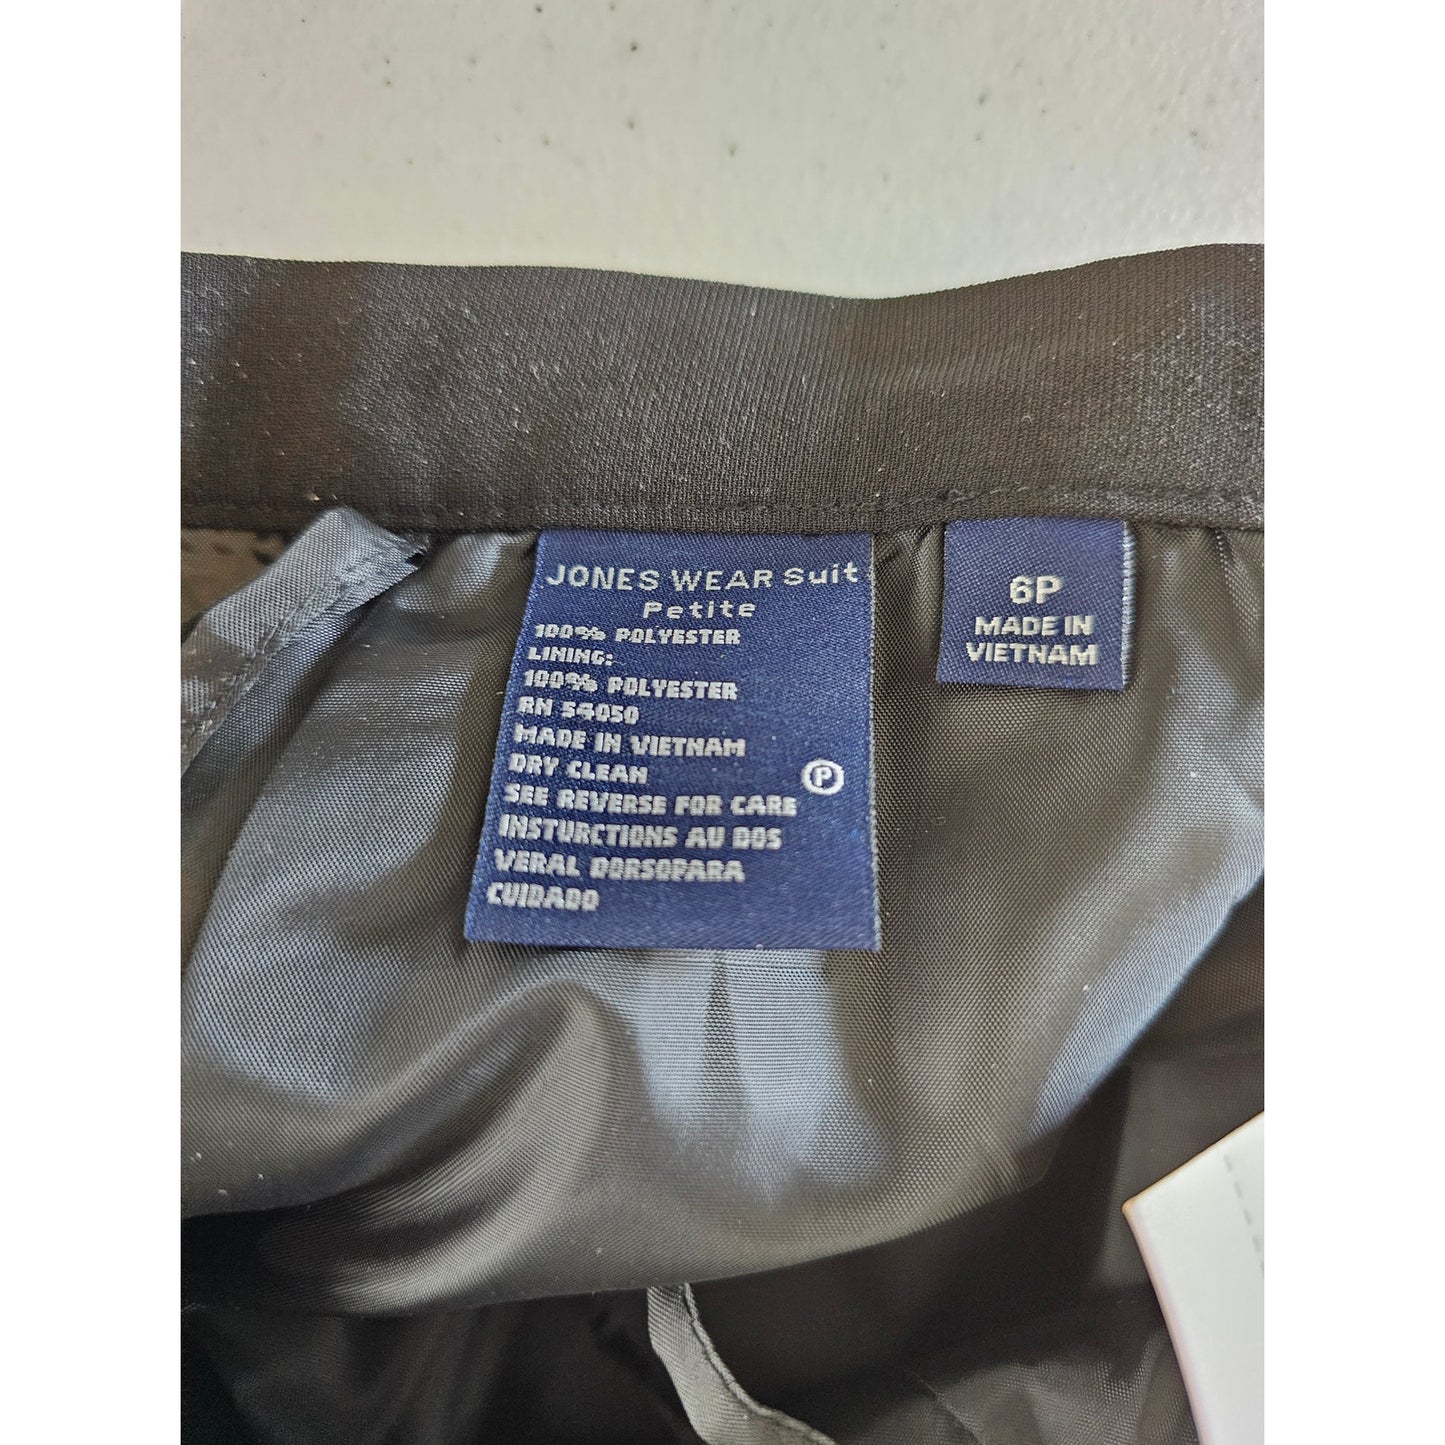 JONES WEAR Suit
Petite
100% POLYESTER
LINING:
100% POLYESTER
RN 54050
MADE IN VIETNAM
DRY CLEAN
P
SEE REVERSE FOR CARE
INSTURCTIONS AU DOS
VERAL DORSOPARA
CUIDADO
6P
MADE IN
VIETNAM